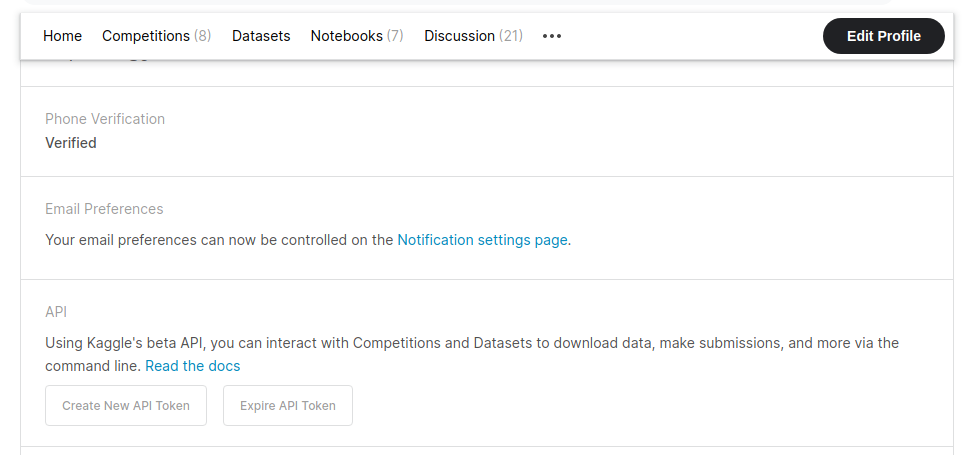 Home Competitions (8) Datasets Notebooks (7) Discussion (21) ••• Edit Profile
Phone Verification
Verified
Email Preferences
Your email preferences can now be controlled on the Notification settings page.
API
Using Kaggle's beta API, you can interact with Competitions and Datasets to download data, make submissions, and more via the
command line. Read the docs
Create New API Token Expire API Token